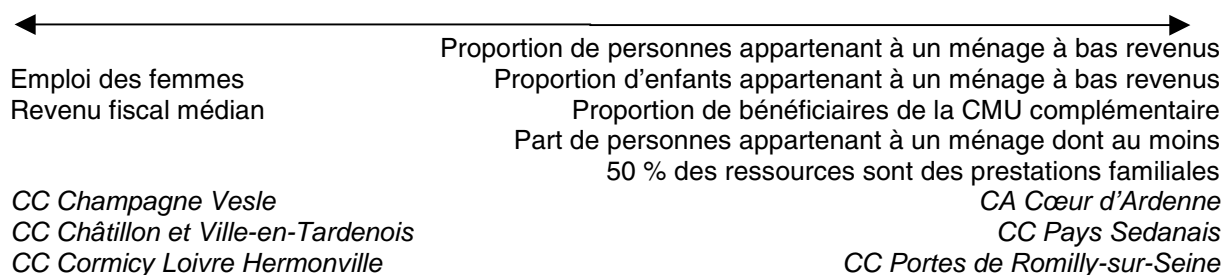 Proportion de personnes appartenant à un ménage à bas revenus
Emploi des femmes Proportion d'enfants appartenant à un ménage à bas revenus
Revenu fiscal médian Proportion de bénéficiaires de la CMU complémentaire
Part de personnes appartenant à un ménage dont au moins
50 % des ressources sont des prestations familiales
CC Champagne Vesle CA Cœur d'Ardenne
CC Châtillon et Ville-en-Tardenois CC Pays Sedanais
CC Cormicy Loivre Hermonville CC Portes de Romilly-sur-Seine